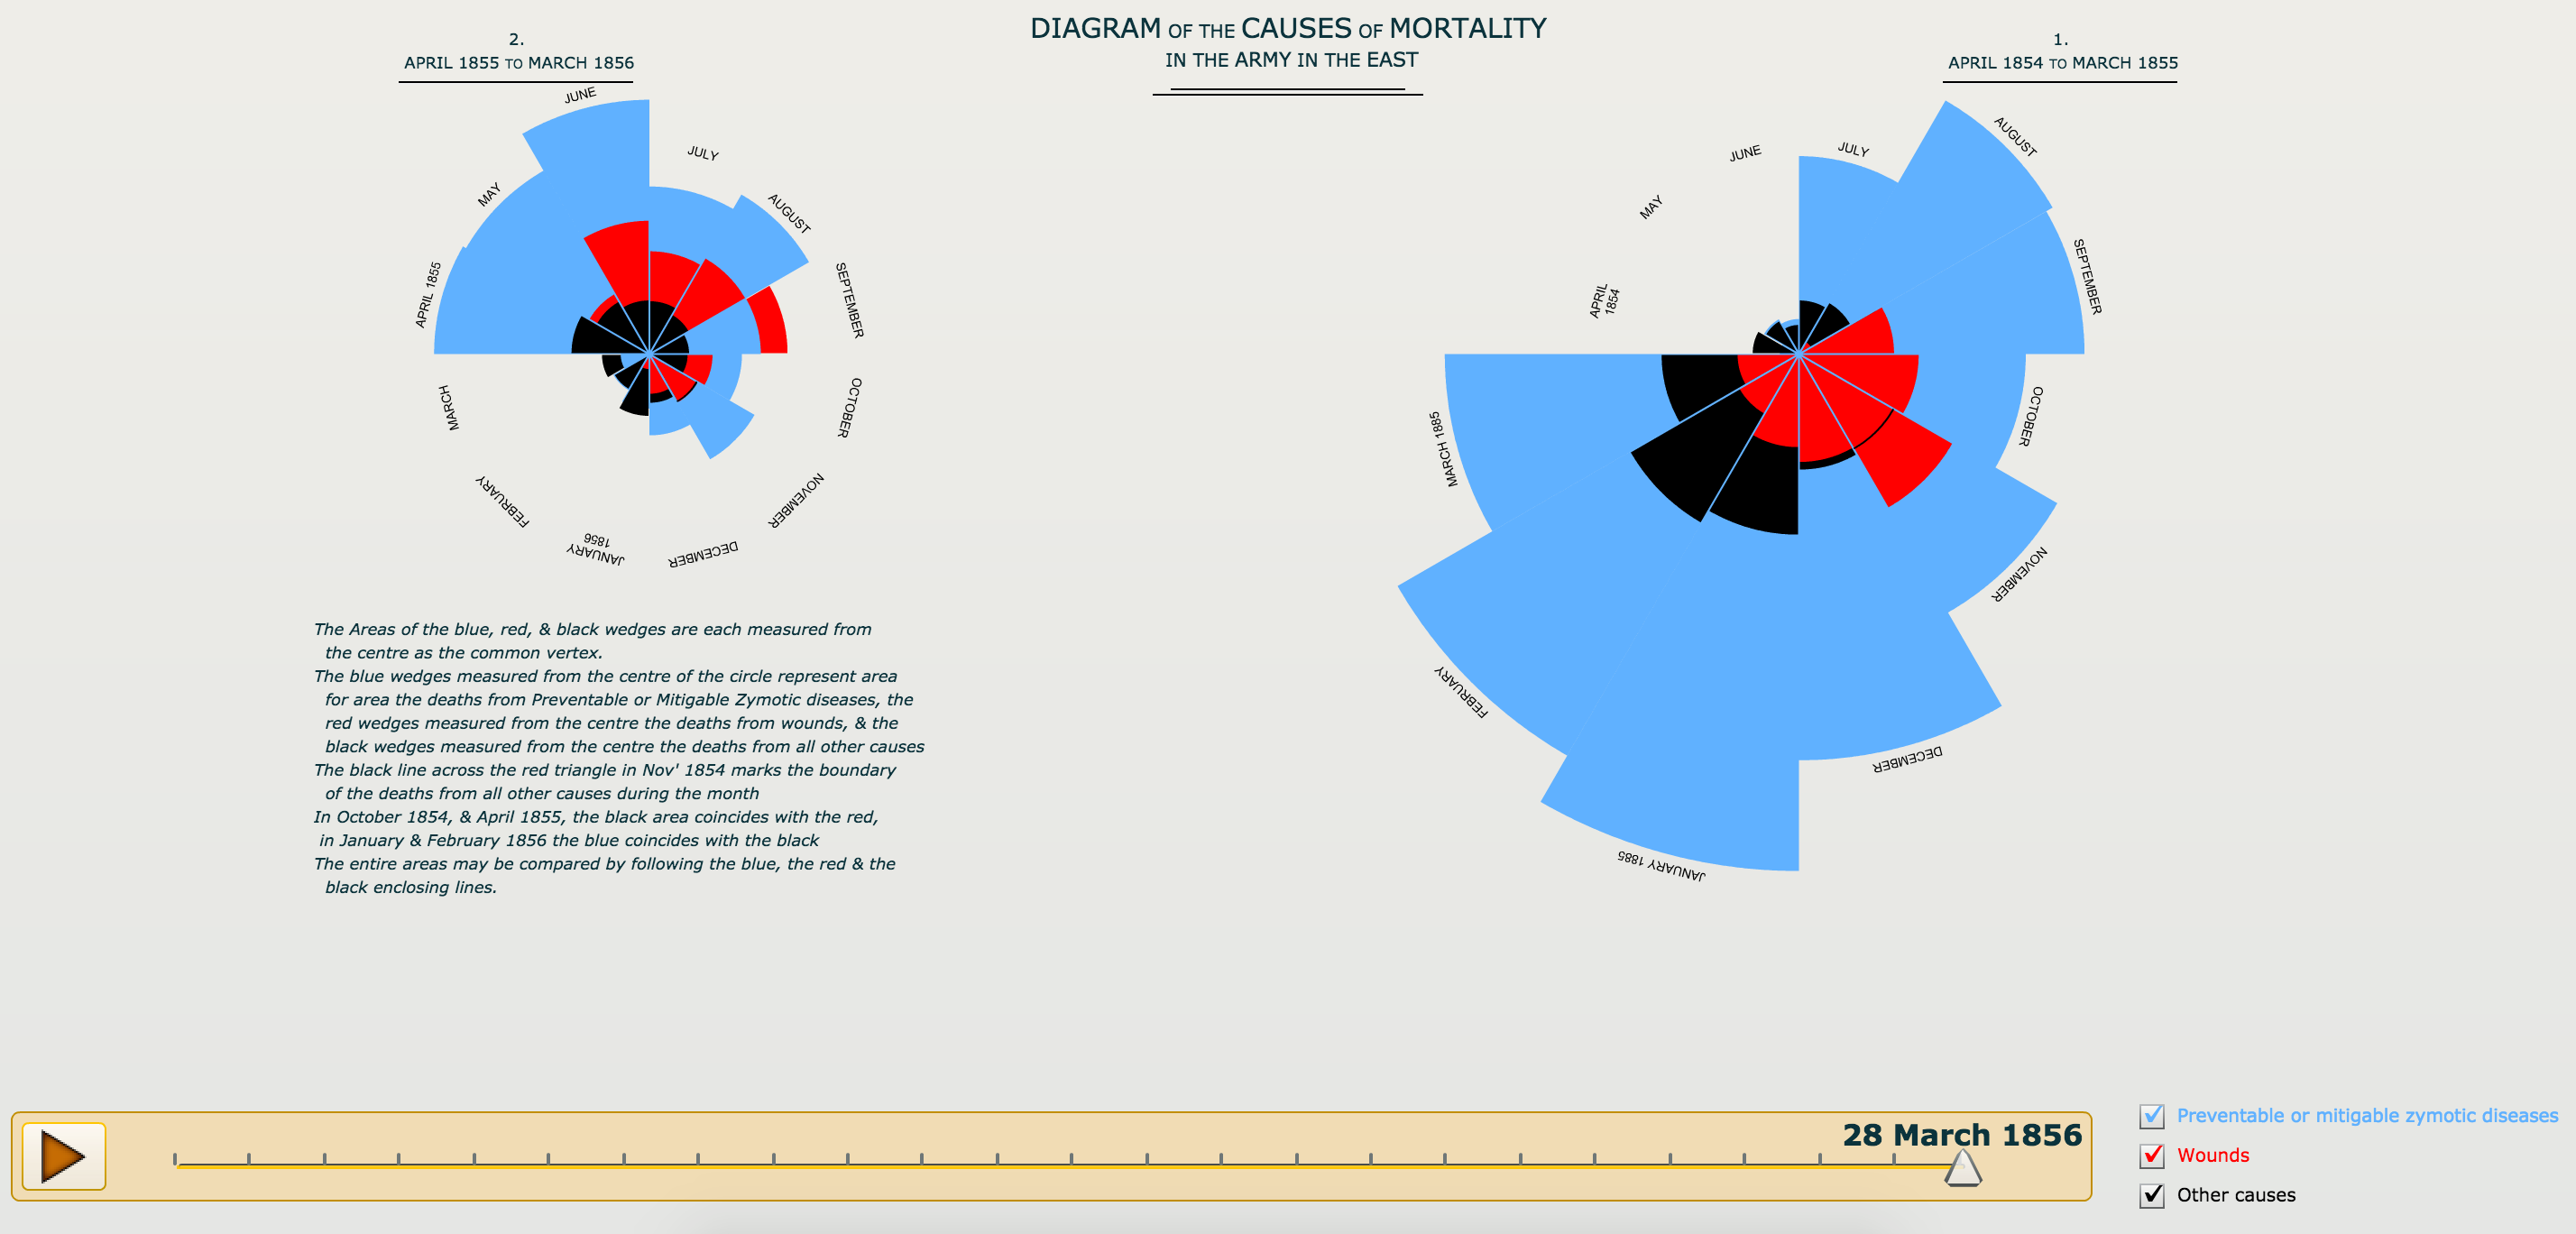 DIAGRAM OF THE CAUSES OF MORTALITY
IN THE ARMY IN THE EAST
2.
APRIL 1855 TO MARCH 1856
JUNE
JULY
MAY
AUGUST
APRIL 1855
SEPTEMBER
MARCH
OCTOBER
FEBRUARY
NOVEMBER
JANUARY
1856
DECEMBER
1.
APRIL 1854 TO MARCH 1855
JUNE
JULY
AUGUST
MAY
SEPTEMBER
APRIL
1854
OCTOBER
MARCH 1885
NOVEMBER
FEBRUARY
DECEMBER
JANUARY 1885
The Areas of the blue, red, & black wedges are each measured from
the centre as the common vertex.
The blue wedges measured from the centre of the circle represent area
for area the deaths from Preventable or Mitigable Zymotic diseases, the
red wedges measured from the centre the deaths from wounds, & the
black wedges measured from the centre the deaths from all other causes
The black line across the red triangle in Nov' 1854 marks the boundary
of the deaths from all other causes during the month
In October 1854, & April 1855, the black area coincides with the red,
in January & February 1856 the blue coincides with the black
The entire areas may be compared by following the blue, the red & the
black enclosing lines.
28 March 1856
Preventable or mitigable zymotic diseases
Wounds
Other causes